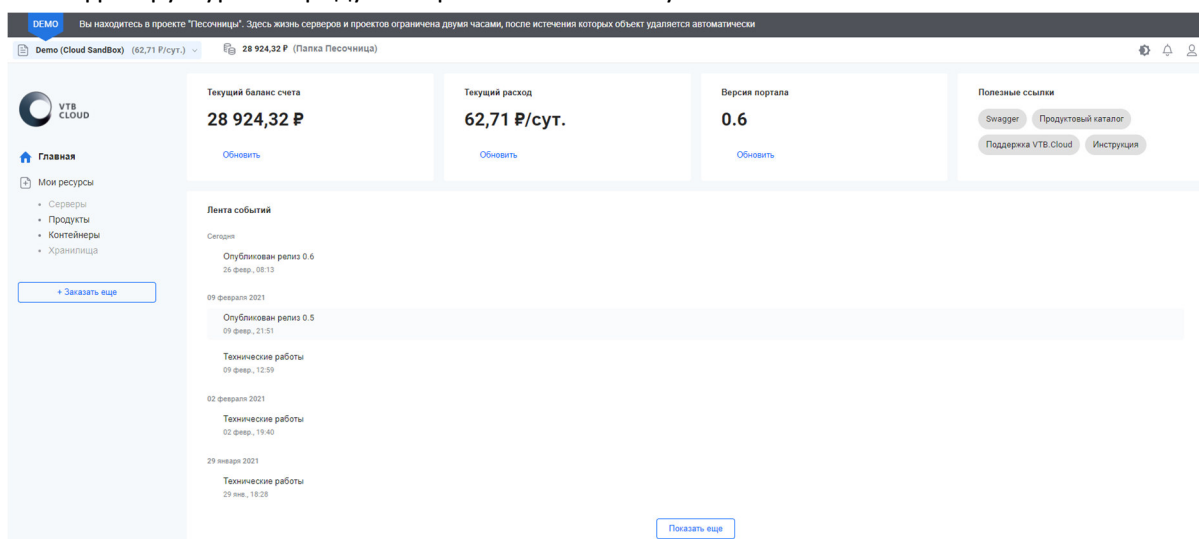 DEMO Вы находитесь в проекте "Песочницы". Здесь жизнь серверов и проектов ограничена двумя часами, после истечения которых объект удаляется автоматически
Demo (Cloud SandBox) (62,71 ₽/сут.) 28 924,32 ₽ (Папка Песочница)
VTB
CLOUD
Главная
Мои ресурсы
Серверы
Продукты
Контейнеры
Хранилища
+ Заказать еще
Текущий баланс счета
28 924,32 ₽
Обновить
Текущий расход
62,71 ₽/сут.
Обновить
Версия портала
0.6
Обновить
Полезные ссылки
Swagger Продуктовый каталог
Поддержка VTB.Cloud Инструкция
Лента событий
Сегодня
Опубликован релиз 0.6
26 февр., 08:13
09 февраля 2021
Опубликован релиз 0.5
09 февр., 21:51
Технические работы
09 февр., 12:59
02 февраля 2021
Технические работы
02 февр., 19:40
29 января 2021
Технические работы
29 янв., 18:28
Показать еще